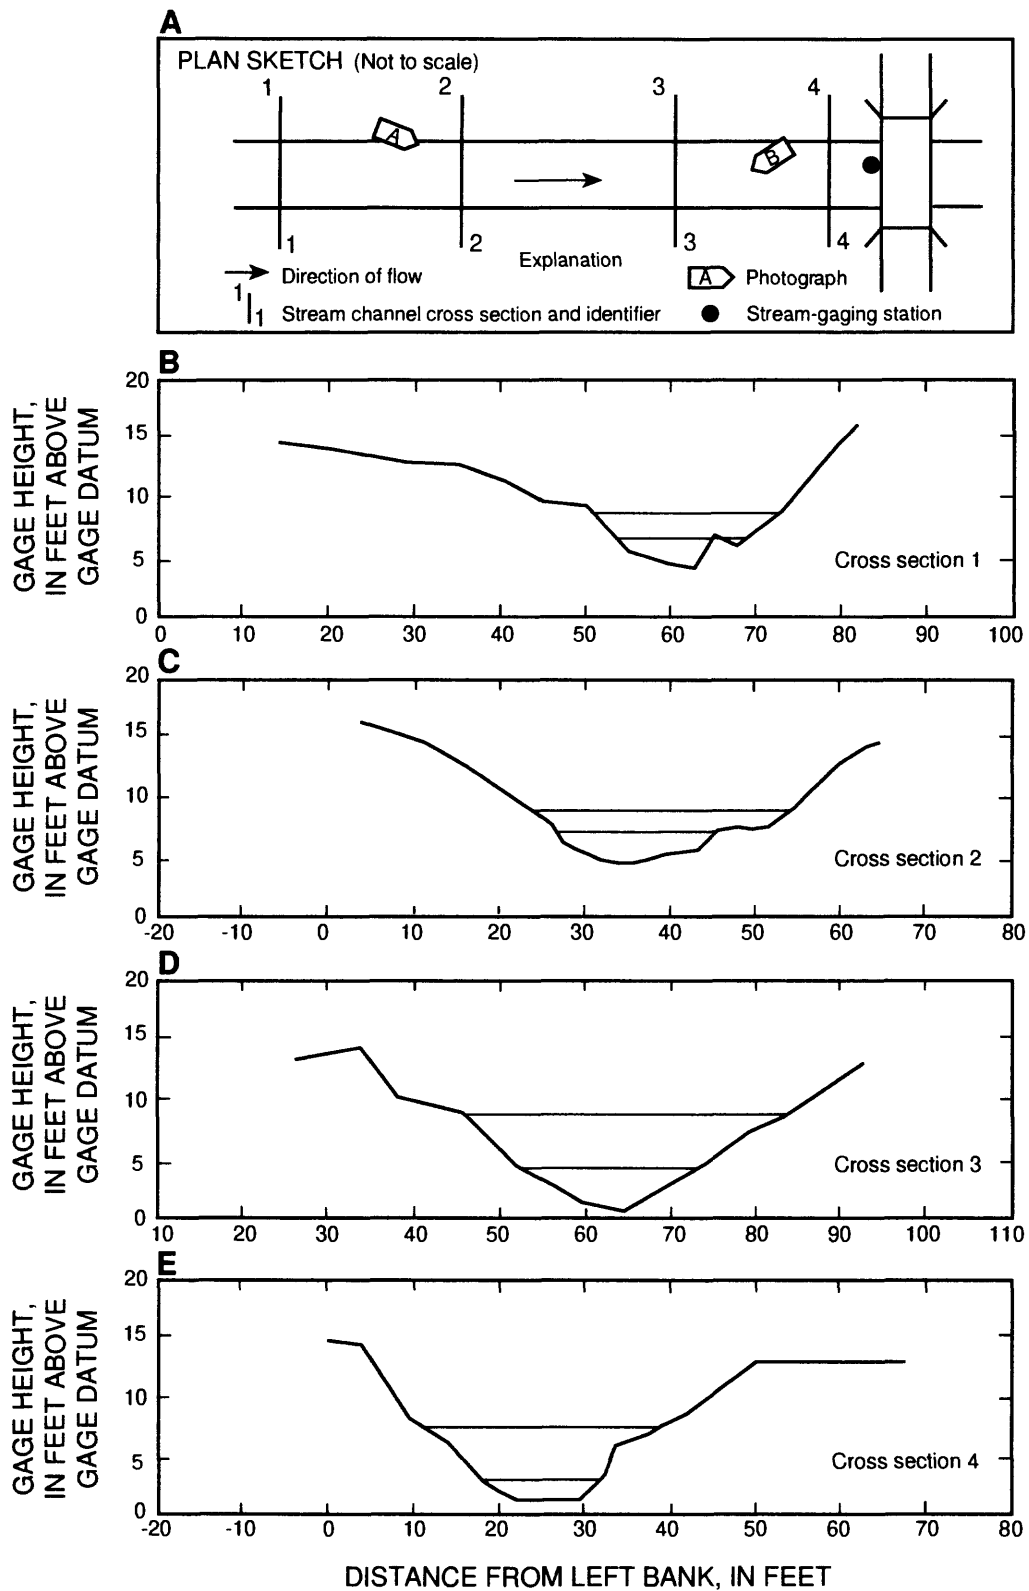 A
PLAN SKETCH (Not to scale)
1 2 3 4
A B
1 2 3 4
Explanation
Direction of flow
A Photograph
1 1 Stream channel cross section and identifier
Stream-gaging station
B
GAGE HEIGHT,
IN FEET ABOVE
GAGE DATUM
20
15
10
5
0
Cross section 1
0 10 20 30 40 50 60 70 80 90 100
C
GAGE HEIGHT,
IN FEET ABOVE
GAGE DATUM
20
15
10
5
0
Cross section 2
-20 -10 0 10 20 30 40 50 60 70 80
D
GAGE HEIGHT,
IN FEET ABOVE
GAGE DATUM
20
15
10
5
0
Cross section 3
10 20 30 40 50 60 70 80 90 100 110
E
GAGE HEIGHT,
IN FEET ABOVE
GAGE DATUM
20
15
10
5
0
Cross section 4
-20 -10 0 10 20 30 40 50 60 70 80
DISTANCE FROM LEFT BANK, IN FEET